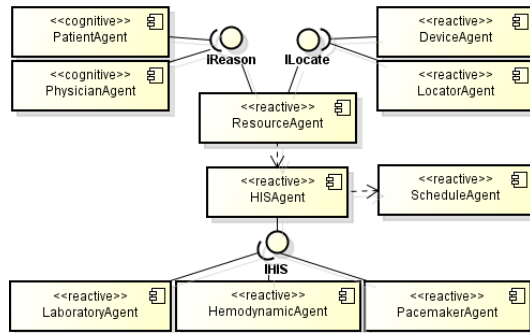 <<cognitive>>
PatientAgent
<<cognitive>>
PhysicianAgent
IReason
ILocate
<<reactive>>
DeviceAgent
<<reactive>>
LocatorAgent
<<reactive>>
ResourceAgent
<<reactive>>
HISAgent
<<reactive>>
ScheduleAgent
IHIS
<<reactive>>
LaboratoryAgent
<<reactive>>
HemodynamicAgent
<<reactive>>
PacemakerAgent